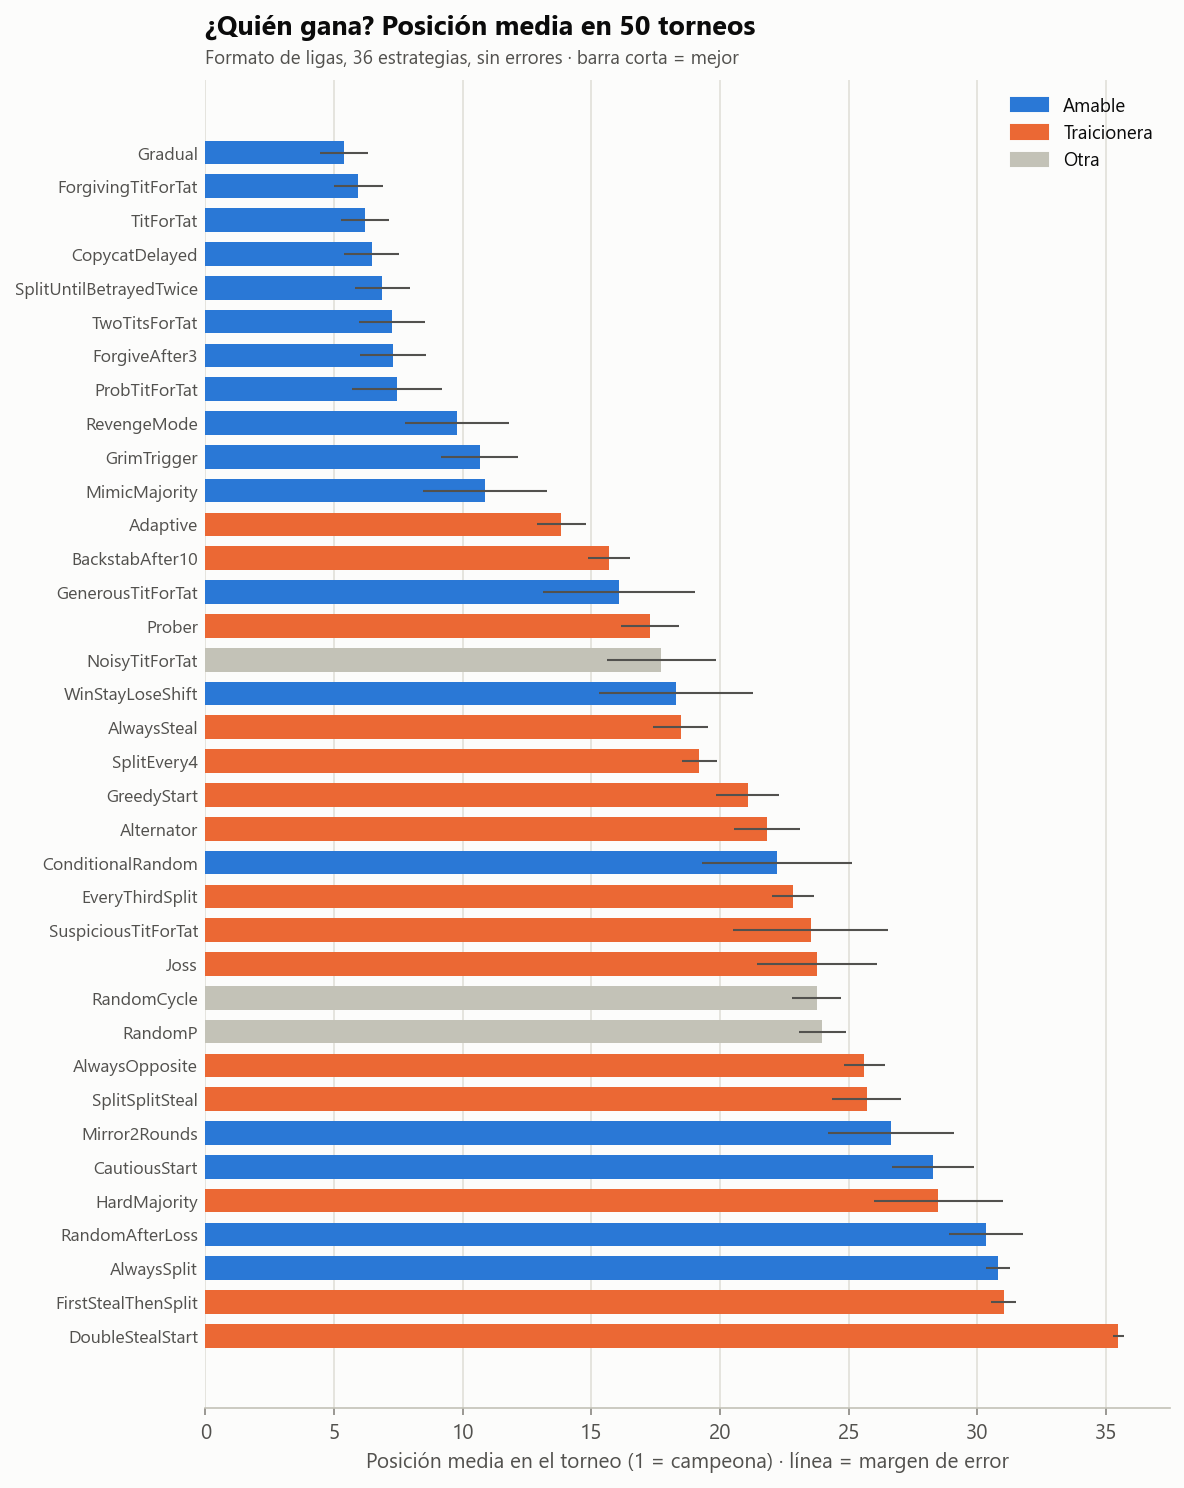 ¿Quién gana? Posición media en 50 torneos
Formato de ligas, 36 estrategias, sin errores · barra corta = mejor
Amable
Traicionera
Otra
Gradual
ForgivingTitForTat
TitForTat
CopycatDelayed
SplitUntilBetrayedTwice
TwoTitsForTat
ForgiveAfter3
ProbTitForTat
RevengeMode
GrimTrigger
MimicMajority
Adaptive
BackstabAfter10
GenerousTitForTat
Prober
NoisyTitForTat
WinStayLoseShift
AlwaysSteal
SplitEvery4
GreedyStart
Alternator
ConditionalRandom
EveryThirdSplit
SuspiciousTitForTat
Joss
RandomCycle
RandomP
AlwaysOpposite
SplitSplitSteal
Mirror2Rounds
CautiousStart
HardMajority
RandomAfterLoss
AlwaysSplit
FirstStealThenSplit
DoubleStealStart
0 5 10 15 20 25 30 35
Posición media en el torneo (1 = campeona) · línea = margen de error